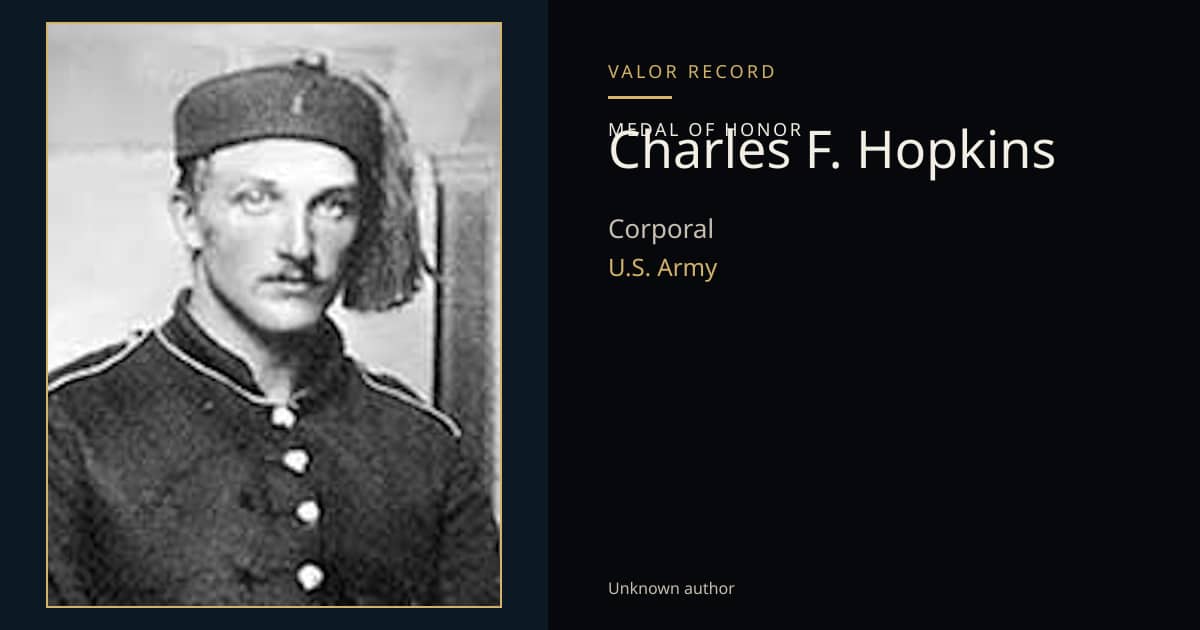 VALOR RECORD
MEDAL OF HONOR
Charles F. Hopkins
Corporal
U.S. Army
Unknown author